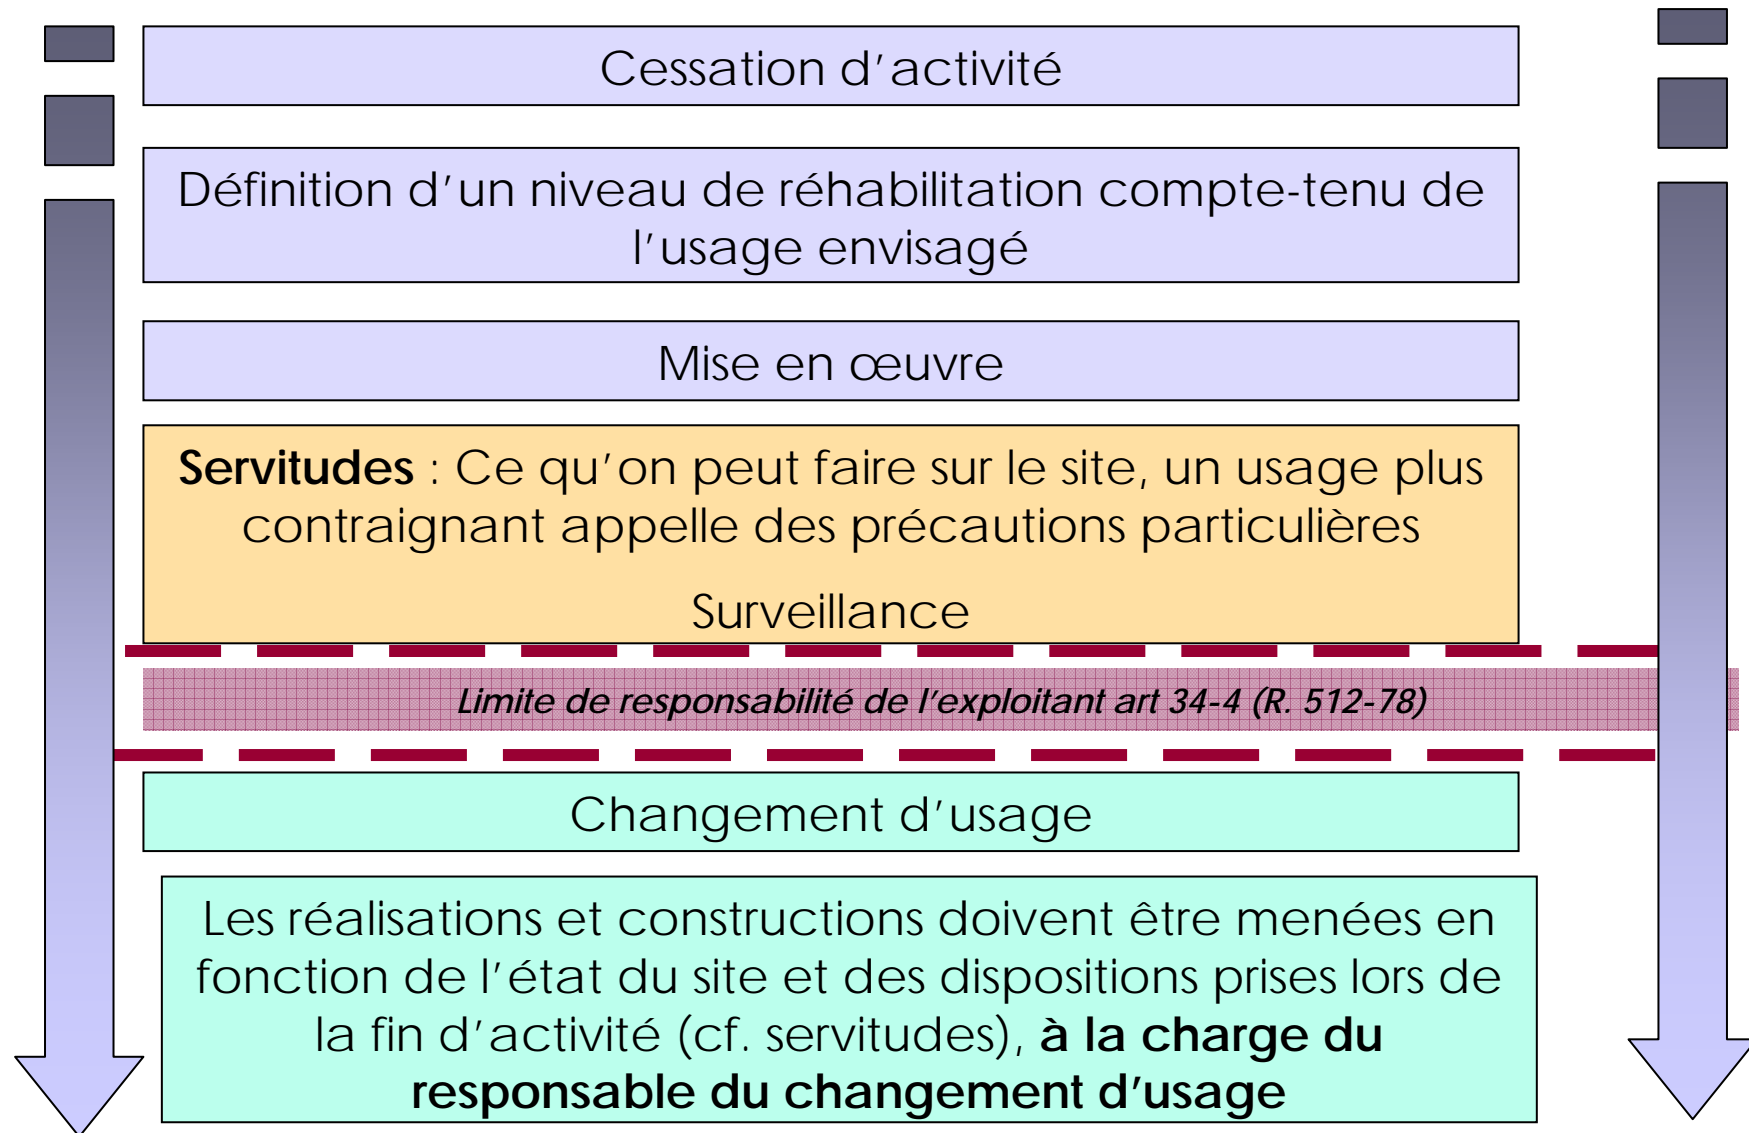 Cessation d'activité
Définition d'un niveau de réhabilitation compte-tenu de
l'usage envisagé
Mise en œuvre
Servitudes : Ce qu'on peut faire sur le site, un usage plus
contraignant appelle des précautions particulières
Surveillance
Limite de responsabilité de l'exploitant art 34-4 (R. 512-78)
Changement d'usage
Les réalisations et constructions doivent être menées en
fonction de l'état du site et des dispositions prises lors de
la fin d'activité (cf. servitudes), à la charge du
responsable du changement d'usage